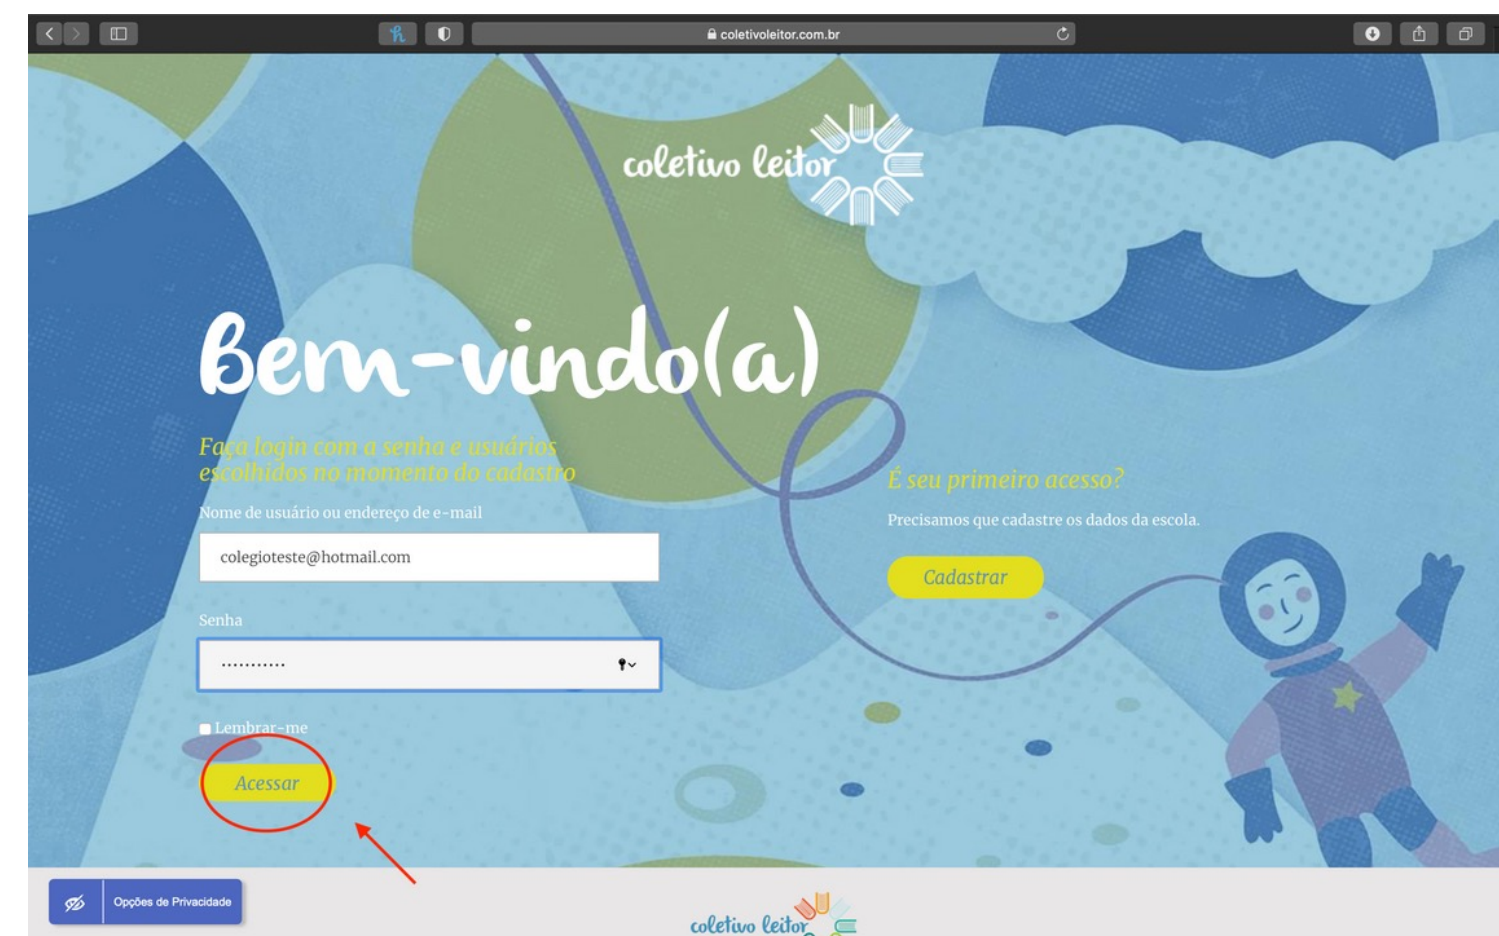 coletivoleitor.com.br
coletivo leitor
Bem-vindo(a)
Faça login com a senha e usuários
escolhidos no momento do cadastro
Nome de usuário ou endereço de e-mail
colegioteste@hotmail.com
Senha
...........
Lembrar-me
Acessar
É seu primeiro acesso?
Precisamos que cadastre os dados da escola.
Cadastrar
Opções de Privacidade
coletivo leitor